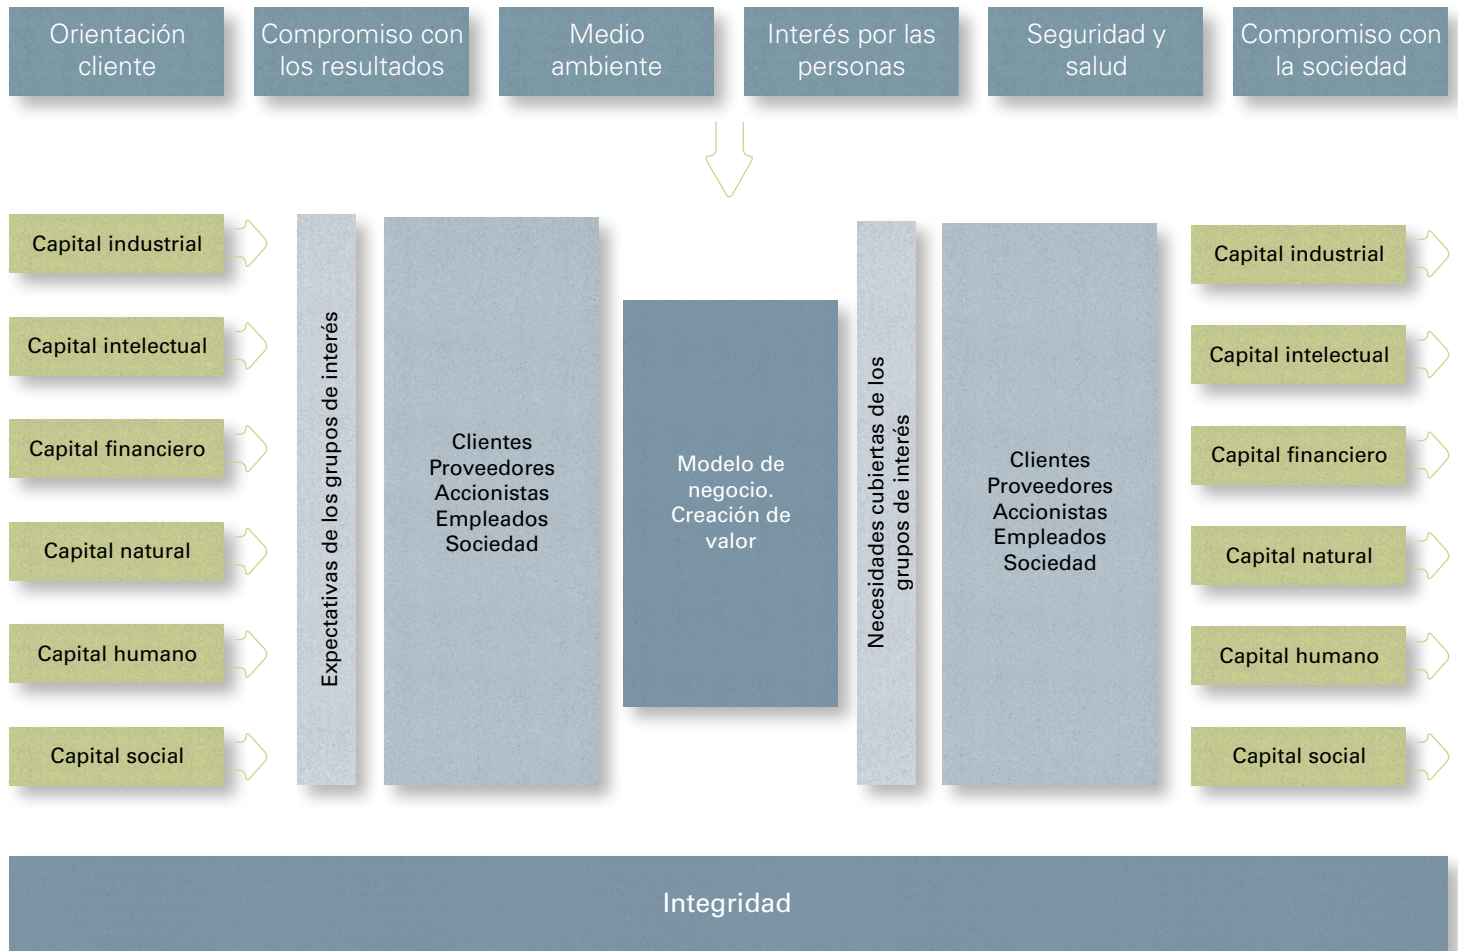 Orientación
cliente
Compromiso con
los resultados
Medio
ambiente
Interés por las
personas
Seguridad y
salud
Compromiso con
la sociedad
Capital industrial
Capital intelectual
Capital financiero
Capital natural
Capital humano
Capital social
Expectativas de los grupos de interés
Clientes
Proveedores
Accionistas
Empleados
Sociedad
Modelo de
negocio.
Creación de
valor
Necesidades cubiertas de los
grupos de interés
Clientes
Proveedores
Accionistas
Empleados
Sociedad
Capital industrial
Capital intelectual
Capital financiero
Capital natural
Capital humano
Capital social
Integridad